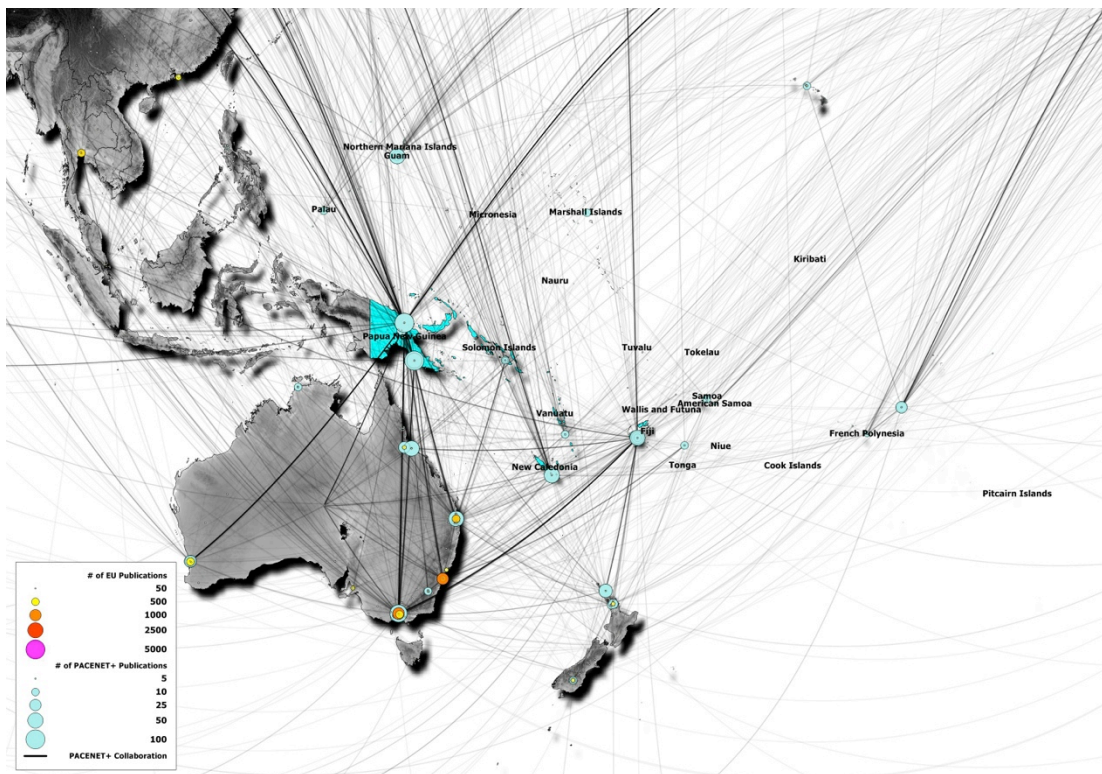 Northern Mariana Islands
Guam
Palau
Micronesia
Marshall Islands
Kiribati
Nauru
Papua New Guinea
Solomon Islands
Tuvalu
Tokelau
Samoa
American Samoa
Wallis and Futuna
Vanuatu
Fiji
French Polynesia
Niue
New Caledonia
Tonga
Cook Islands
Pitcairn Islands
# of EU Publications
50
500
1000
2500
5000
# of PACENET+ Publications
5
10
25
50
100
PACENET+ Collaboration